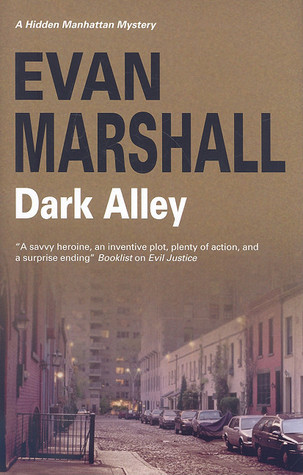 A Hidden Manhattan Mystery
EVAN
MARSHALL
Dark Alley
“A savvy heroine, an inventive plot, plenty of action, and
a surprise ending” Booklist on Evil Justice